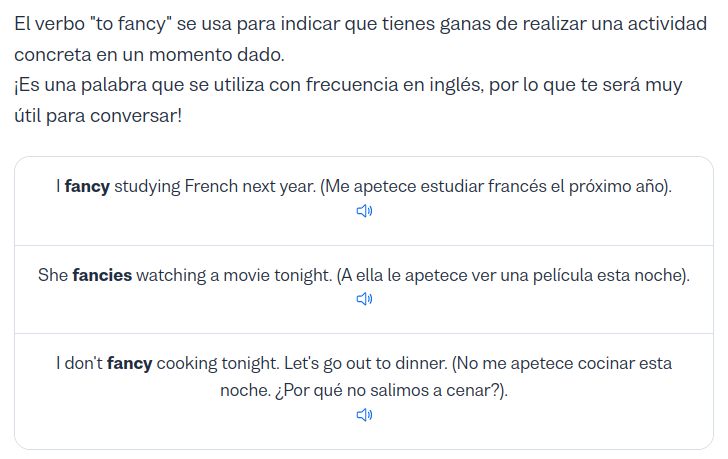 El verbo "to fancy" se usa para indicar que tienes ganas de realizar una actividad
concreta en un momento dado.
¡Es una palabra que se utiliza con frecuencia en inglés, por lo que te será muy
útil para conversar!
I fancy studying French next year. (Me apetece estudiar francés el próximo año).
She fancies watching a movie tonight. (A ella le apetece ver una película esta noche).
I don't fancy cooking tonight. Let's go out to dinner. (No me apetece cocinar esta
noche. ¿Por qué no salimos a cenar?).